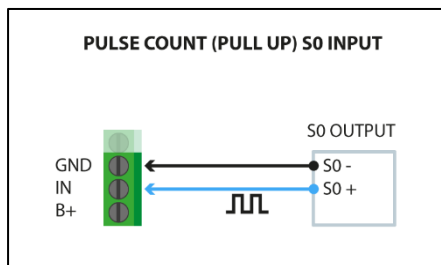 PULSE COUNT (PULL UP) S0 INPUT
S0 OUTPUT
GND
S0 -
IN
S0 +
B+